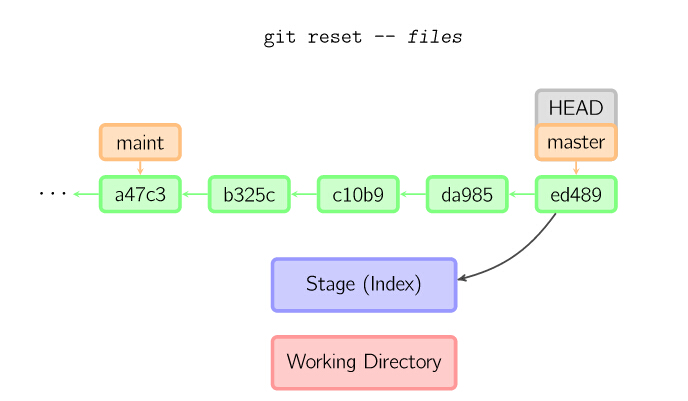 git reset -- files
HEAD
maint
master
... a47c3 b325c c10b9 da985 ed489
Stage (Index)
Working Directory